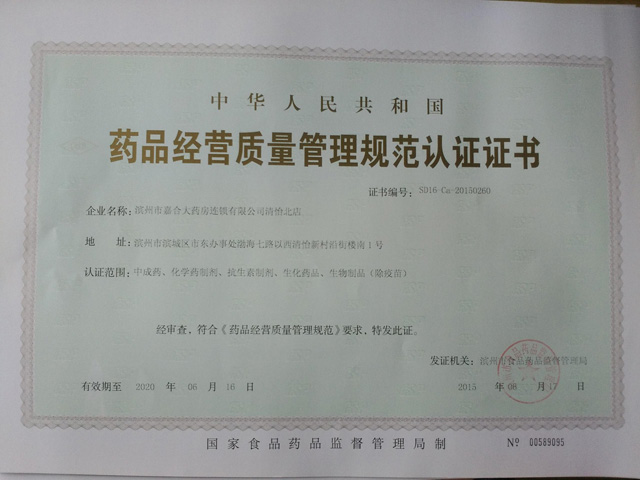 中华人民共和国
药品经营质量管理规范认证证书
证书编号：SD16-Ca-20150260
企业名称：滨州市嘉合大药房连锁有限公司清怡北店
地 址：滨州市滨城区市东办事处渤海七路以西清怡新村沿街楼南1号
认证范围：中成药、化学药制剂、抗生素制剂、生化药品、生物制品（除疫苗）
经审查，符合《药品经营质量管理规范》要求，特发此证。
发证机关：滨州市食品药品监督管理局
有效期至 2020 年 06 月 16 日
2015 年 08 月 17 日
国家食品药品监督管理局制
№ 00589095